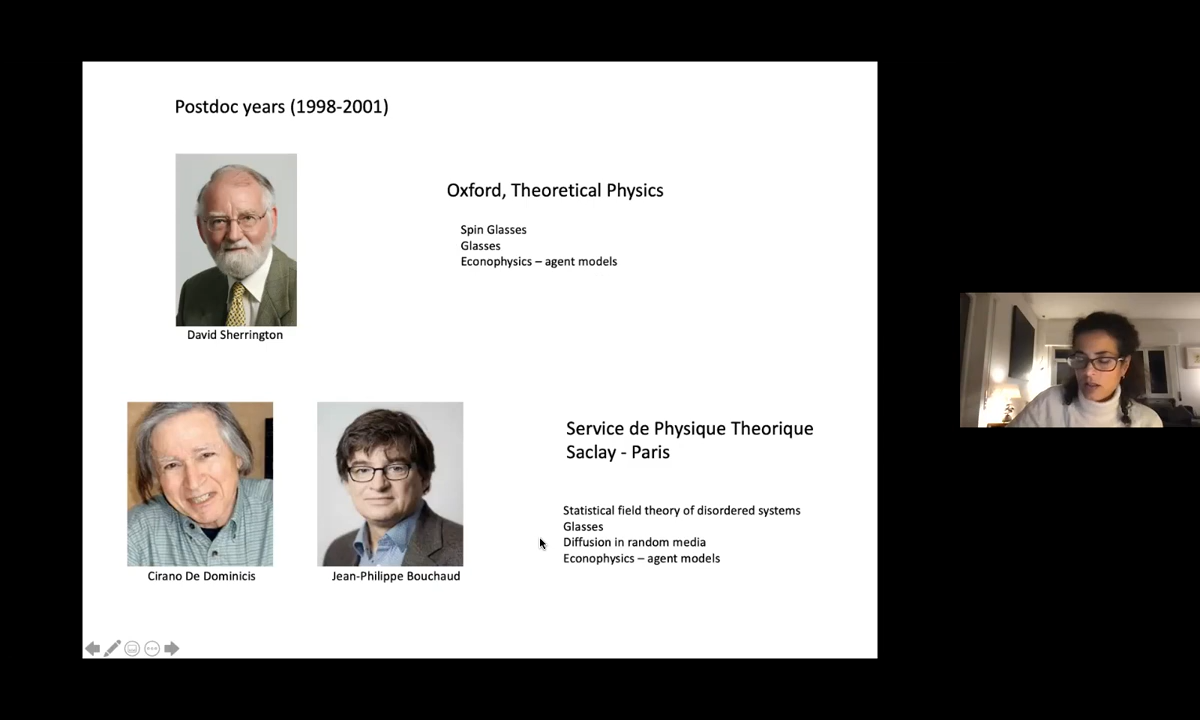 Postdoc years (1998-2001)
Oxford, Theoretical Physics
Spin Glasses
Glasses
Econophysics – agent models
David Sherrington
Service de Physique Theorique
Saclay - Paris
Statistical field theory of disordered systems
Glasses
Diffusion in random media
Econophysics – agent models
Cirano De Dominicis
Jean-Philippe Bouchaud